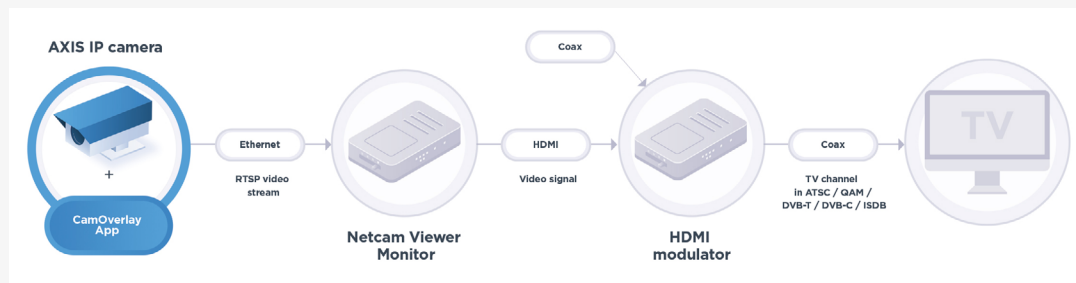 AXIS IP camera
+
CamOverlay
App
Ethernet
RTSP video
stream
Netcam Viewer
Monitor
HDMI
Video signal
Coax
HDMI
modulator
Coax
TV channel
in ATSC / QAM /
DVB-T / DVB-C / ISDB
TV